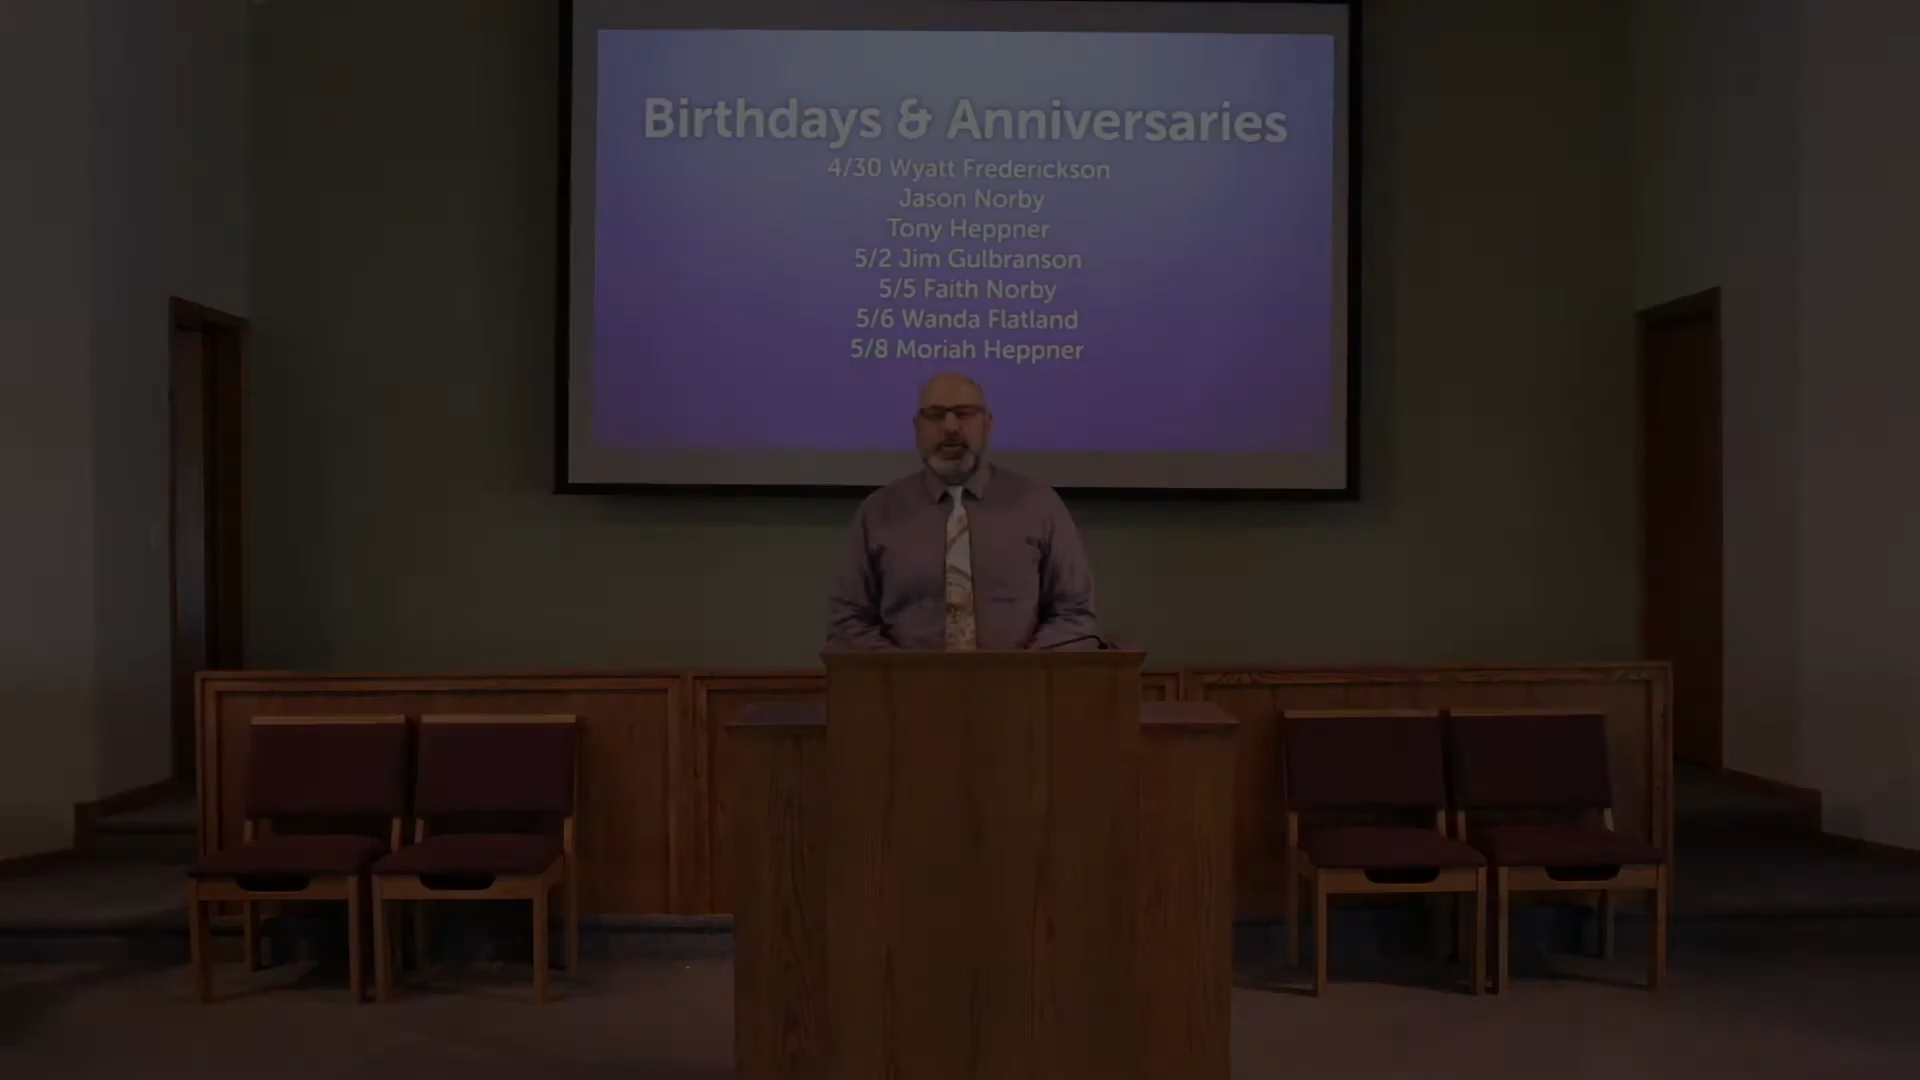 Birthdays & Anniversaries
4/30 Wyatt Frederickson
Jason Norby
Tony Heppner
5/2 Jim Gulbranson
5/5 Faith Norby
5/6 Wanda Flatland
5/8 Moriah Heppner